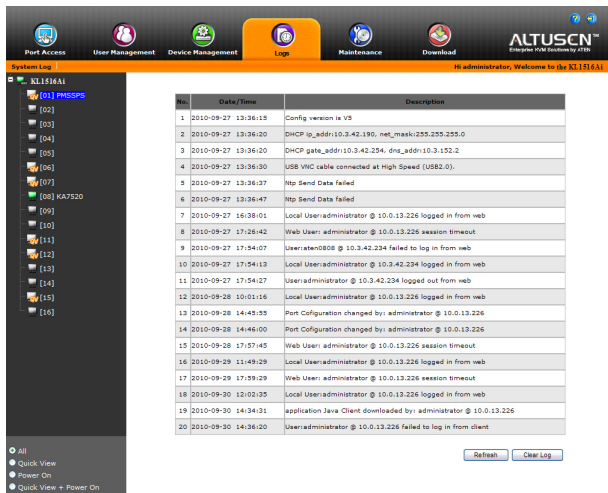 Port Access
User Management
Device Management
Logs
Maintenance
Download
ALTUSCN™
Enterprise KVM Solutions by ATEN
System Log
Hi administrator, Welcome to the KL1516Ai
KL1516Ai
[01] PMSSPS
[02]
[03]
[04]
[05]
[06]
[07]
[08] KA7520
[09]
[10]
[11]
[12]
[13]
[14]
[15]
[16]
No. Date/Time Description
1 2010-09-27 13:36:15 Config version is V5
2 2010-09-27 13:36:20 DHCP ip_addr:10.3.42.190, net_mask:255.255.255.0
3 2010-09-27 13:36:20 DHCP gate_addr:10.3.42.254, dns_addr:10.3.152.2
4 2010-09-27 13:36:30 USB VNC cable connected at High Speed (USB2.0).
5 2010-09-27 13:36:37 Ntp Send Data failed
6 2010-09-27 13:36:47 Ntp Send Data failed
7 2010-09-27 16:38:01 Local User:administrator @ 10.0.13.226 logged in from web
8 2010-09-27 17:26:42 Web User: administrator @ 10.0.13.226 session timeout
9 2010-09-27 17:54:07 User:aten0808 @ 10.3.42.234 failed to log in from web
10 2010-09-27 17:54:13 Local User:administrator @ 10.3.42.234 logged in from web
11 2010-09-27 17:54:27 User:administrator @ 10.3.42.234 logged out from web
12 2010-09-28 10:01:16 Local User:administrator @ 10.0.13.226 logged in from web
13 2010-09-28 14:45:55 Port Cofiguration changed by: administrator @ 10.0.13.226
14 2010-09-28 14:46:00 Port Cofiguration changed by: administrator @ 10.0.13.226
15 2010-09-28 17:57:45 Web User: administrator @ 10.0.13.226 session timeout
16 2010-09-29 11:49:29 Local User:administrator @ 10.0.13.226 logged in from web
17 2010-09-29 17:59:29 Web User: administrator @ 10.0.13.226 session timeout
18 2010-09-30 12:02:35 Local User:administrator @ 10.0.13.226 logged in from web
19 2010-09-30 14:34:31 application Java Client downloaded by: administrator @ 10.0.13.226
20 2010-09-30 14:36:20 User:administrator @ 10.0.13.226 failed to log in from client
Refresh
Clear Log
All
Quick View
Power On
Quick View + Power On